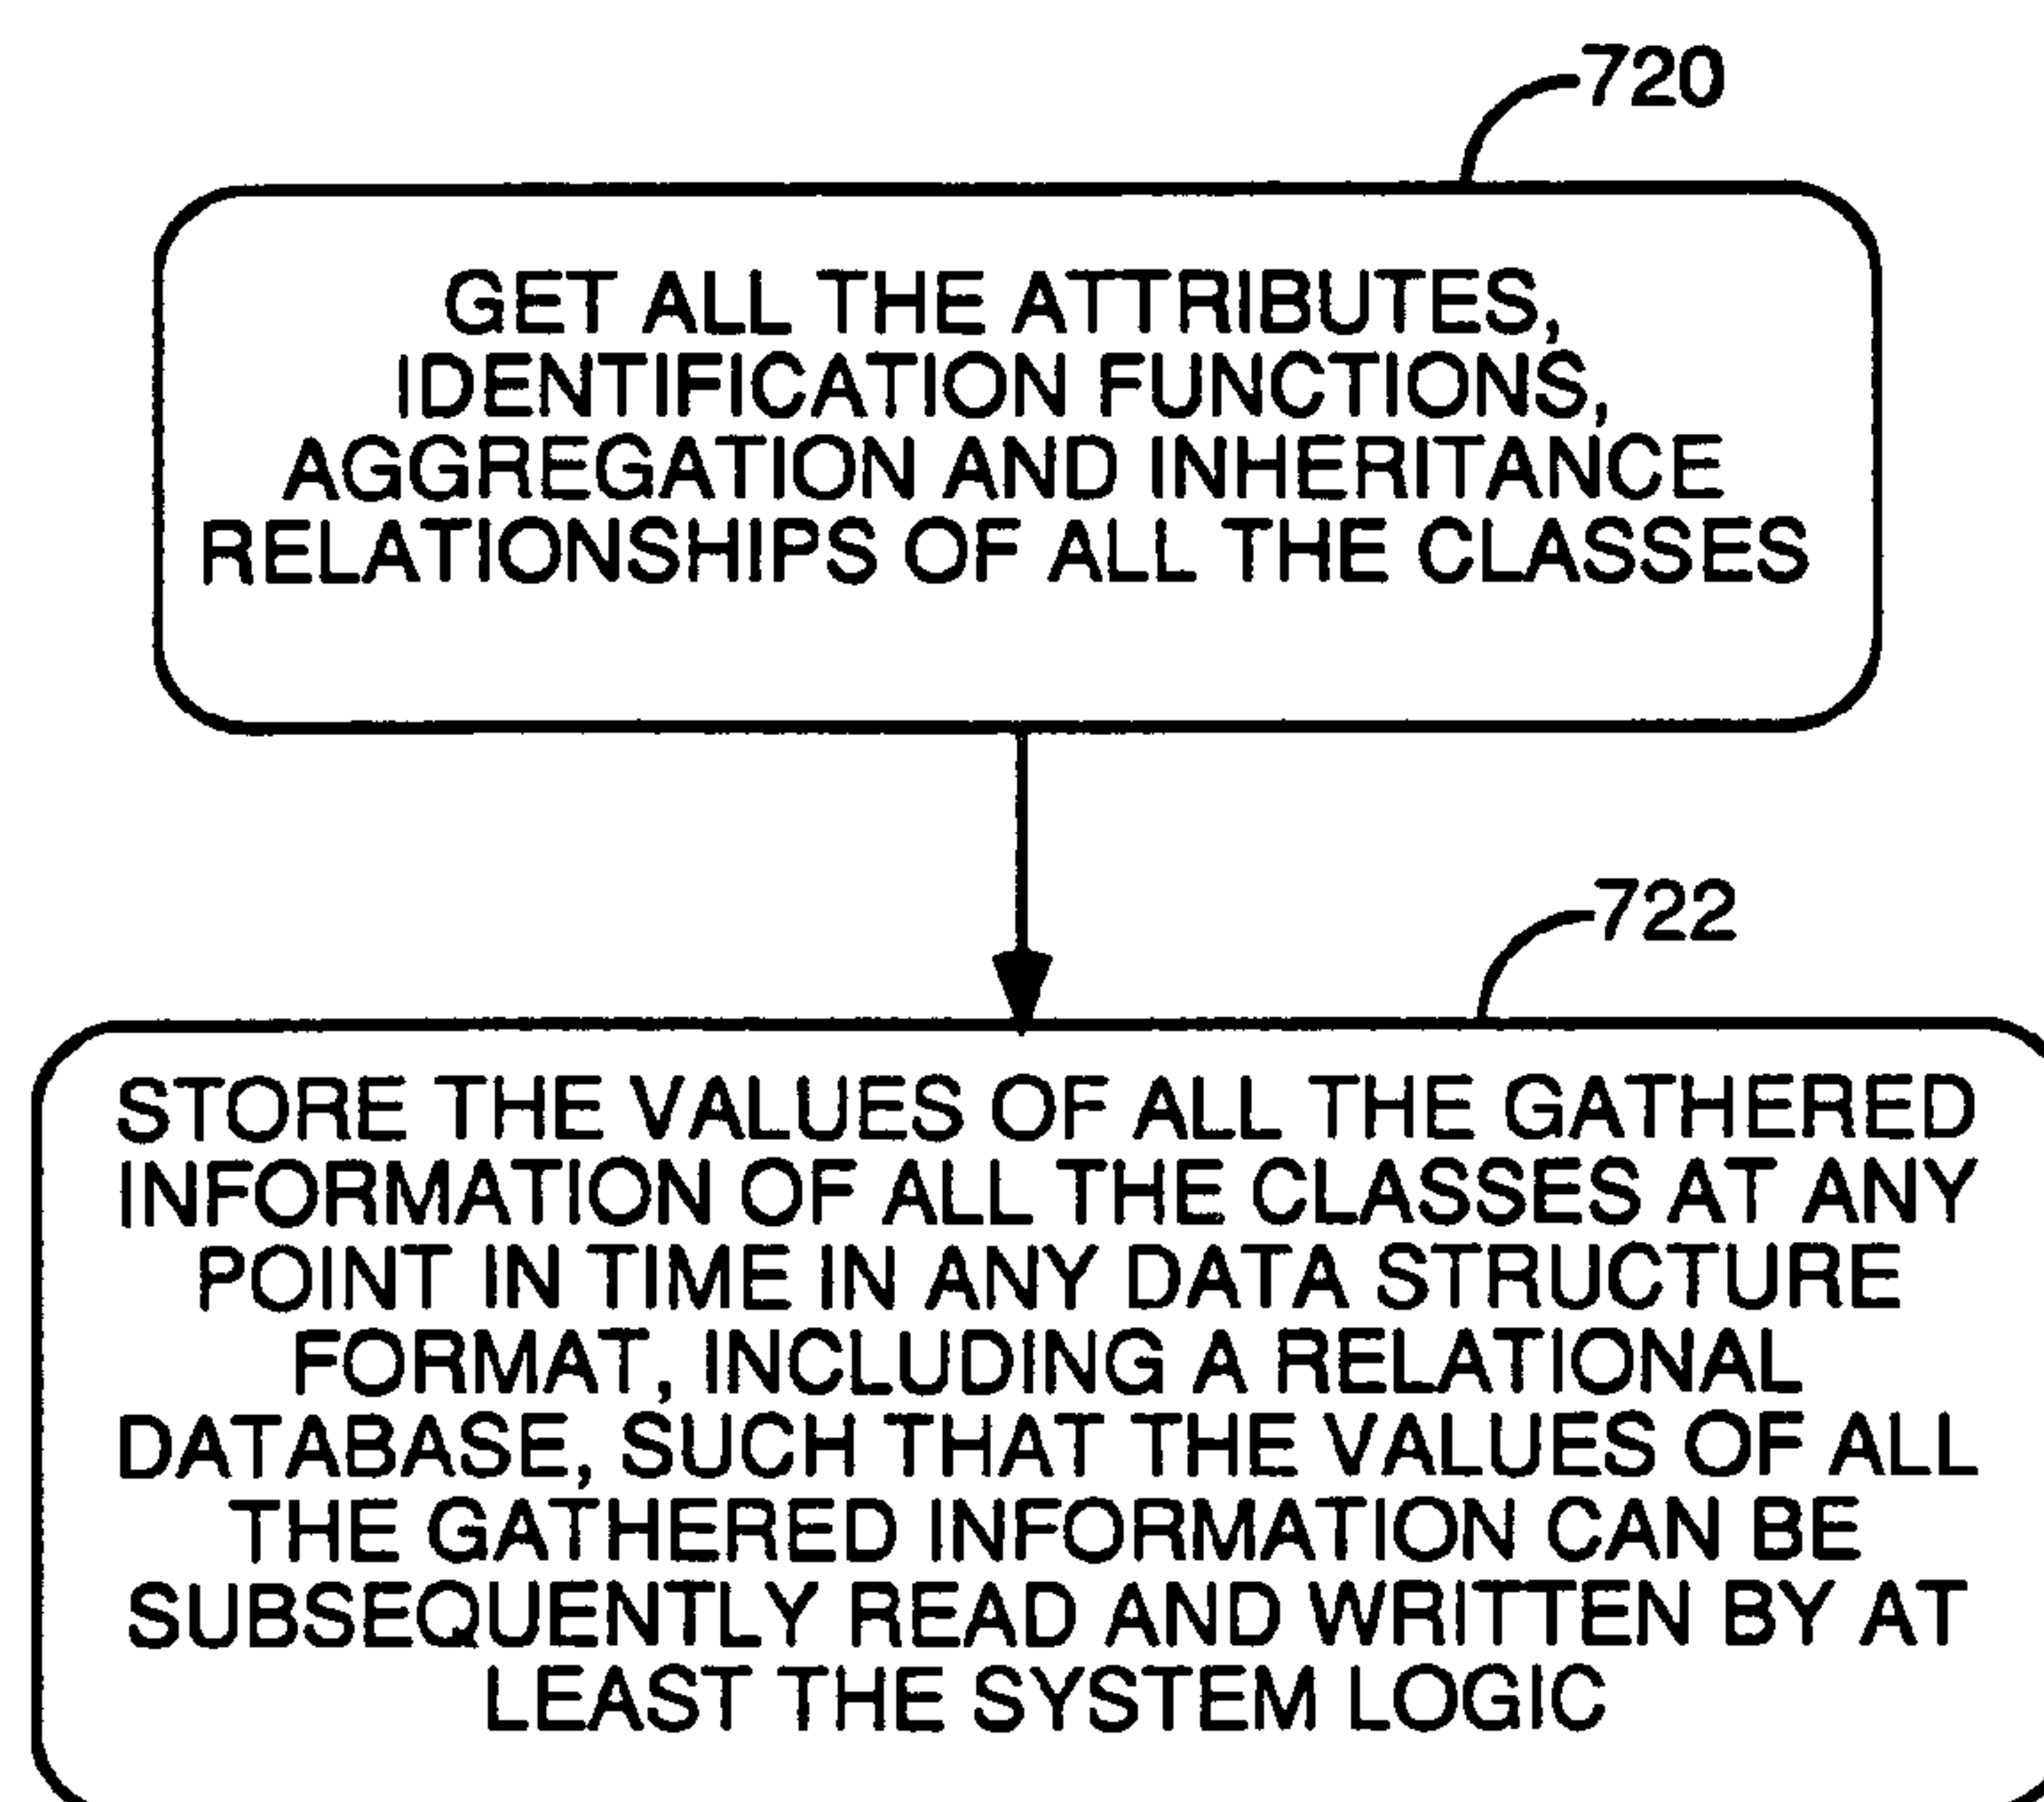 720
GET ALL THE ATTRIBUTES,
IDENTIFICATION FUNCTIONS,
AGGREGATION AND INHERITANCE
RELATIONSHIPS OF ALL THE CLASSES
722
STORE THE VALUES OF ALL THE GATHERED
INFORMATION OF ALL THE CLASSES AT ANY
POINT IN TIME IN ANY DATA STRUCTURE
FORMAT, INCLUDING A RELATIONAL
DATABASE, SUCH THAT THE VALUES OF ALL
THE GATHERED INFORMATION CAN BE
SUBSEQUENTLY READ AND WRITTEN BY AT
LEAST THE SYSTEM LOGIC